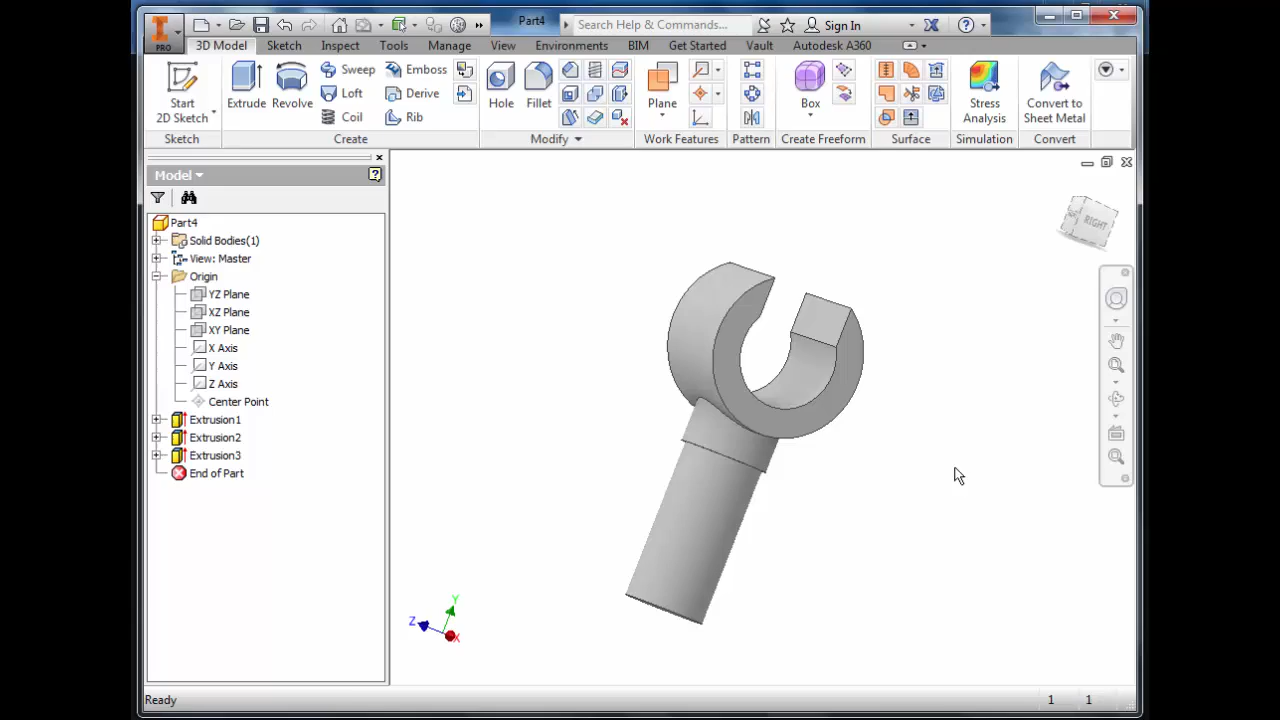 PRO
Part4
Search Help & Commands...
Sign In
3D Model
Sketch
Inspect
Tools
Manage
View
Environments
BIM
Get Started
Vault
Autodesk A360
Start
2D Sketch
Extrude
Revolve
Sweep
Loft
Coil
Emboss
Derive
Rib
Hole
Fillet
Plane
Box
Stress
Analysis
Convert to
Sheet Metal
Sketch
Create
Modify
Work Features
Pattern
Create Freeform
Surface
Simulation
Convert
Model
Part4
Solid Bodies(1)
View: Master
Origin
YZ Plane
XZ Plane
XY Plane
X Axis
Y Axis
Z Axis
Center Point
Extrusion1
Extrusion2
Extrusion3
End of Part
RIGHT
Y
Z
X
Ready
1
1